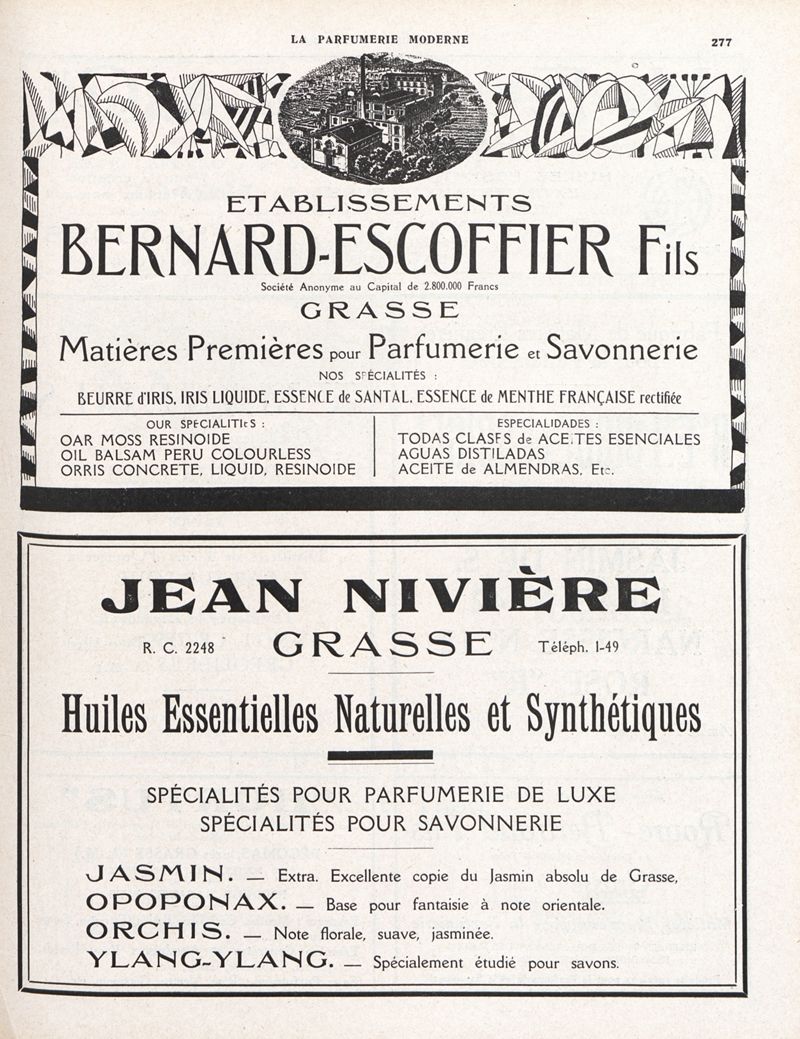 LA PARFUMERIE MODERNE
277
ETABLISSEMENTS
BERNARD-ESCOFFIER Fils
Société Anonyme au Capital de 2.800.000 Francs
GRASSE
Matières Premières pour Parfumerie et Savonnerie
NOS SPÉCIALITÉS :
BEURRE d'IRIS, IRIS LIQUIDE, ESSENCE de SANTAL, ESSENCE de MENTHE FRANÇAISE rectifiée
OUR SPECIALITIES :
OAR MOSS RESINOIDE
OIL BALSAM PERU COLOURLESS
ORRIS CONCRETE, LIQUID, RESINOIDE
ESPECIALIDADES :
TODAS CLASES de ACEITES ESENCIALES
AGUAS DISTILADAS
ACEITE de ALMENDRAS, Etc.
JEAN NIVIÈRE
R. C. 2248 GRASSE Téléph. 1-49
Huiles Essentielles Naturelles et Synthétiques
SPÉCIALITÉS POUR PARFUMERIE DE LUXE
SPÉCIALITÉS POUR SAVONNERIE
JASMIN. — Extra. Excellente copie du Jasmin absolu de Grasse,
OPOPONAX. — Base pour fantaisie à note orientale.
ORCHIS. — Note florale, suave, jasminée.
YLANG-YLANG. — Spécialement étudié pour savons.